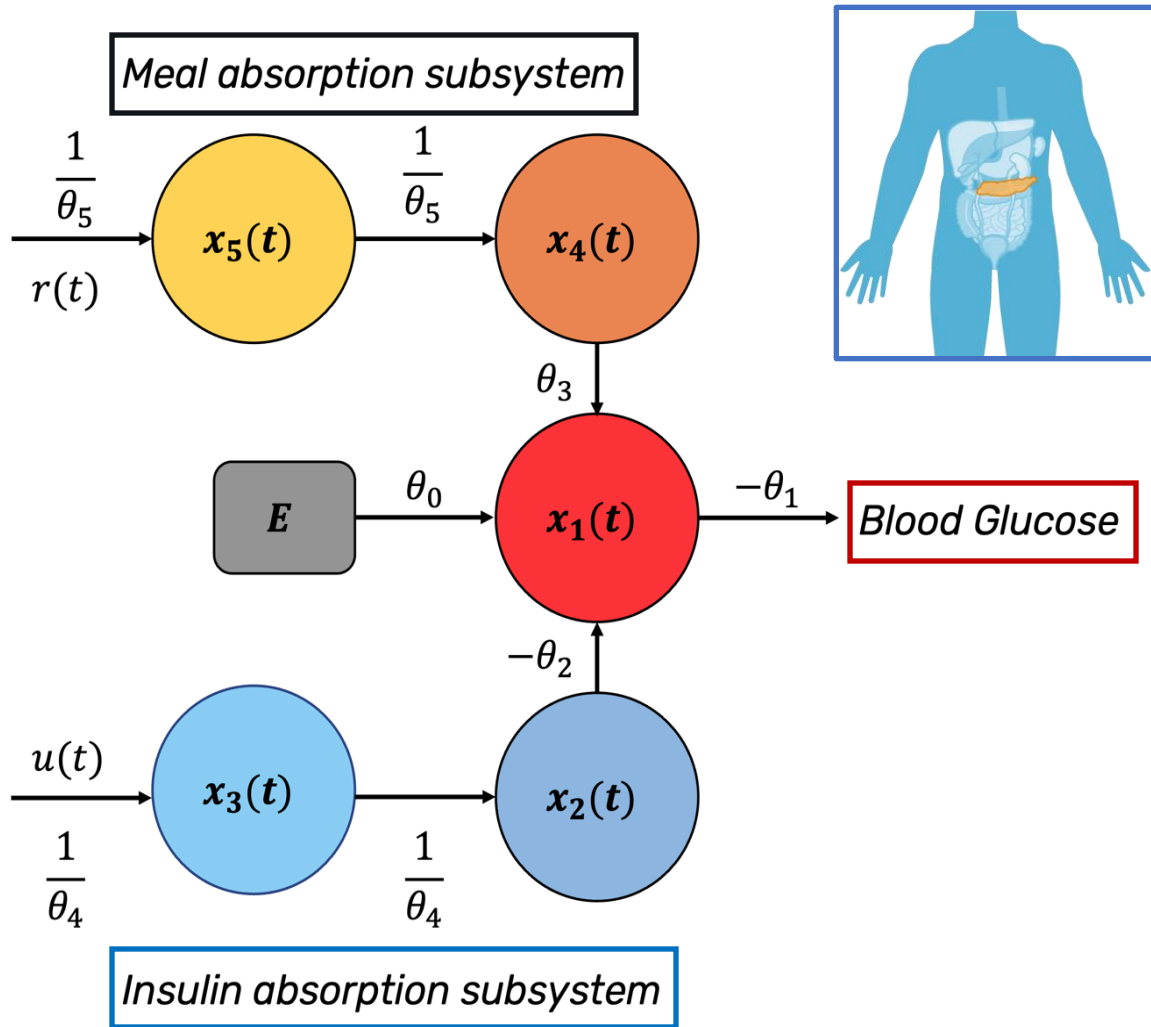 Meal absorption subsystem
1/θ₅
r(t)
x₅(t)
1/θ₅
x₄(t)
θ₃
E
θ₀
x₁(t)
−θ₁
Blood Glucose
−θ₂
u(t)
1/θ₄
x₃(t)
1/θ₄
x₂(t)
Insulin absorption subsystem